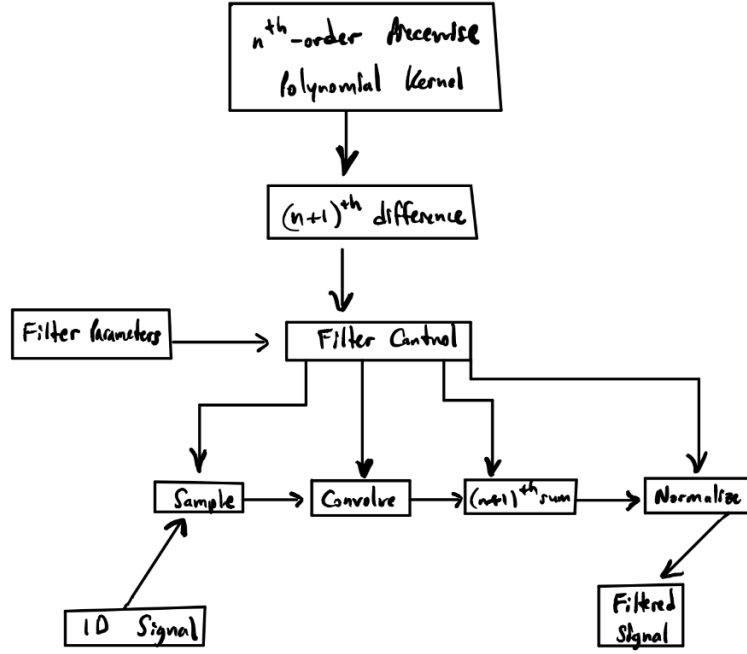 n^th-order Piecewise
Polynomial Kernel
(n+1)^th difference
Filter Parameters
Filter Control
Sample
Convolve
(n+1)^th sum
Normalize
1D Signal
Filtered
Signal